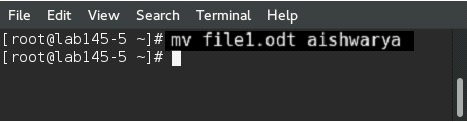 File Edit View Search Terminal Help
[root@lab145-5 ~]# mv file1.odt aishwarya
[root@lab145-5 ~]#